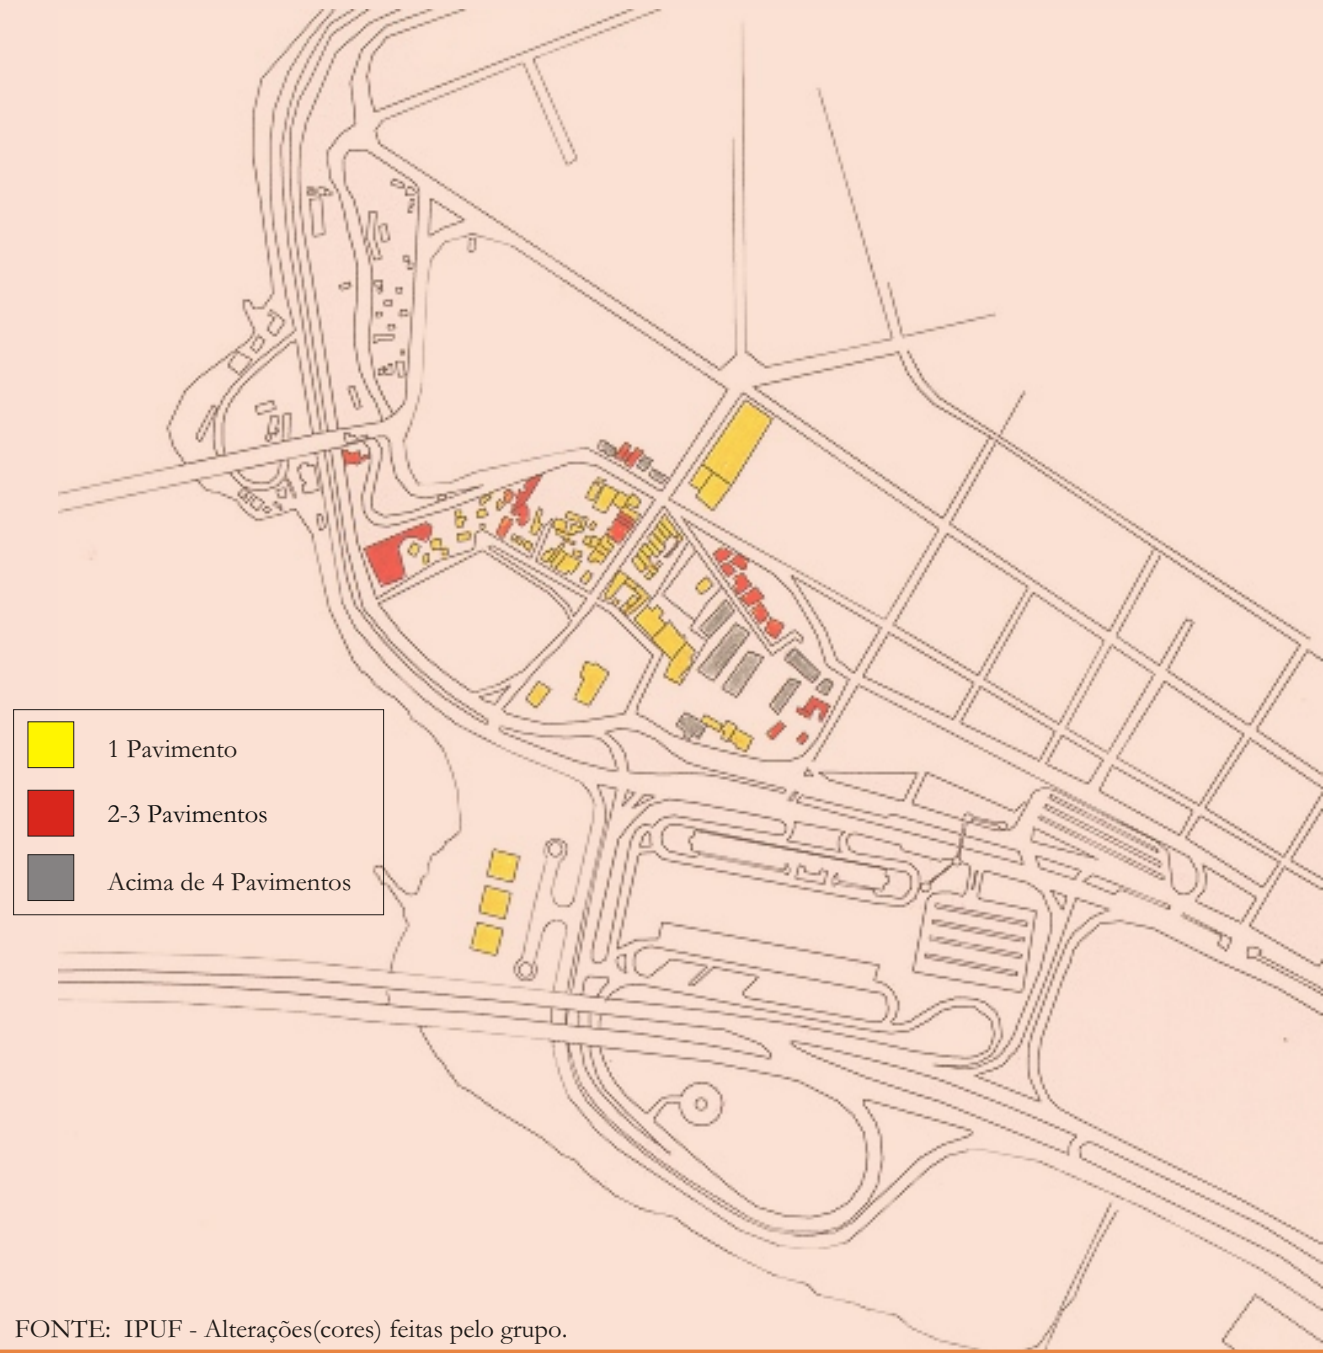 1 Pavimento
2-3 Pavimentos
Acima de 4 Pavimentos
FONTE:  IPUF - Alterações(cores) feitas pelo grupo.